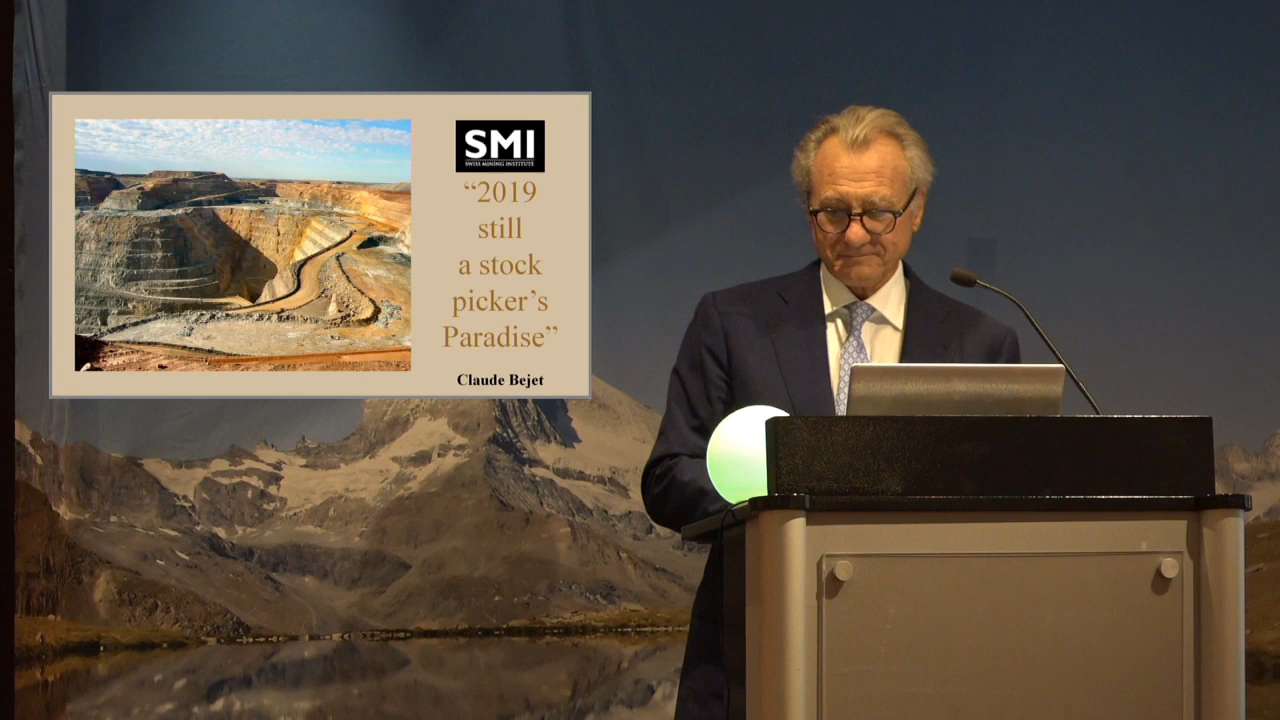 SMI
SWISS MINING INSTITUTE
“2019
still
a stock
picker’s
Paradise”
Claude Bejet